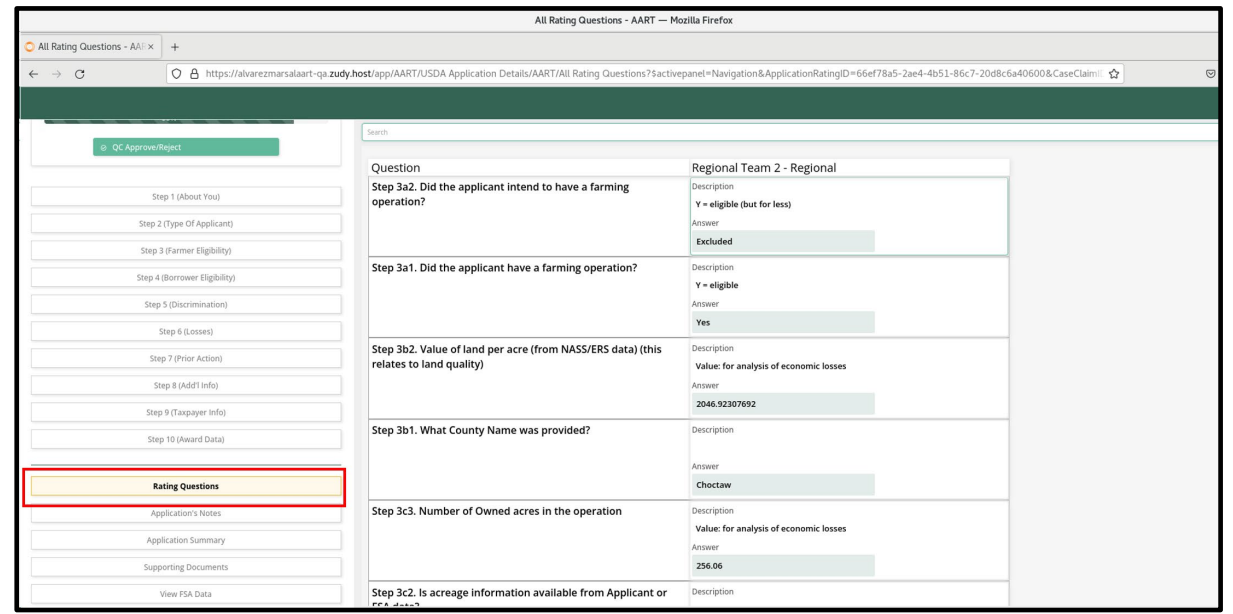 All Rating Questions - AART — Mozilla Firefox
All Rating Questions - AAR
https://alvarezmarsalaart-qa.zudy.host/app/AART/USDA Application Details/AART/All Rating Questions?$activepanel=Navigation&ApplicationRatingID=66ef78a5-2ae4-4b51-86c7-20d8c6a40600&CaseClaimI
QC Approve/Reject
Step 1 (About You)
Step 2 (Type Of Applicant)
Step 3 (Farmer Eligibility)
Step 4 (Borrower Eligibility)
Step 5 (Discrimination)
Step 6 (Losses)
Step 7 (Prior Action)
Step 8 (Add'l Info)
Step 9 (Taxpayer Info)
Step 10 (Award Data)
Rating Questions
Application's Notes
Application Summary
Supporting Documents
View FSA Data
Search
Question
Regional Team 2 - Regional
Step 3a2. Did the applicant intend to have a farming
operation?
Description
Y = eligible (but for less)
Answer
Excluded
Step 3a1. Did the applicant have a farming operation?
Description
Y = eligible
Answer
Yes
Step 3b2. Value of land per acre (from NASS/ERS data) (this
relates to land quality)
Description
Value: for analysis of economic losses
Answer
2046.92307692
Step 3b1. What County Name was provided?
Description
Answer
Choctaw
Step 3c3. Number of Owned acres in the operation
Description
Value: for analysis of economic losses
Answer
256.06
Step 3c2. Is acreage information available from Applicant or
FSA data?
Description